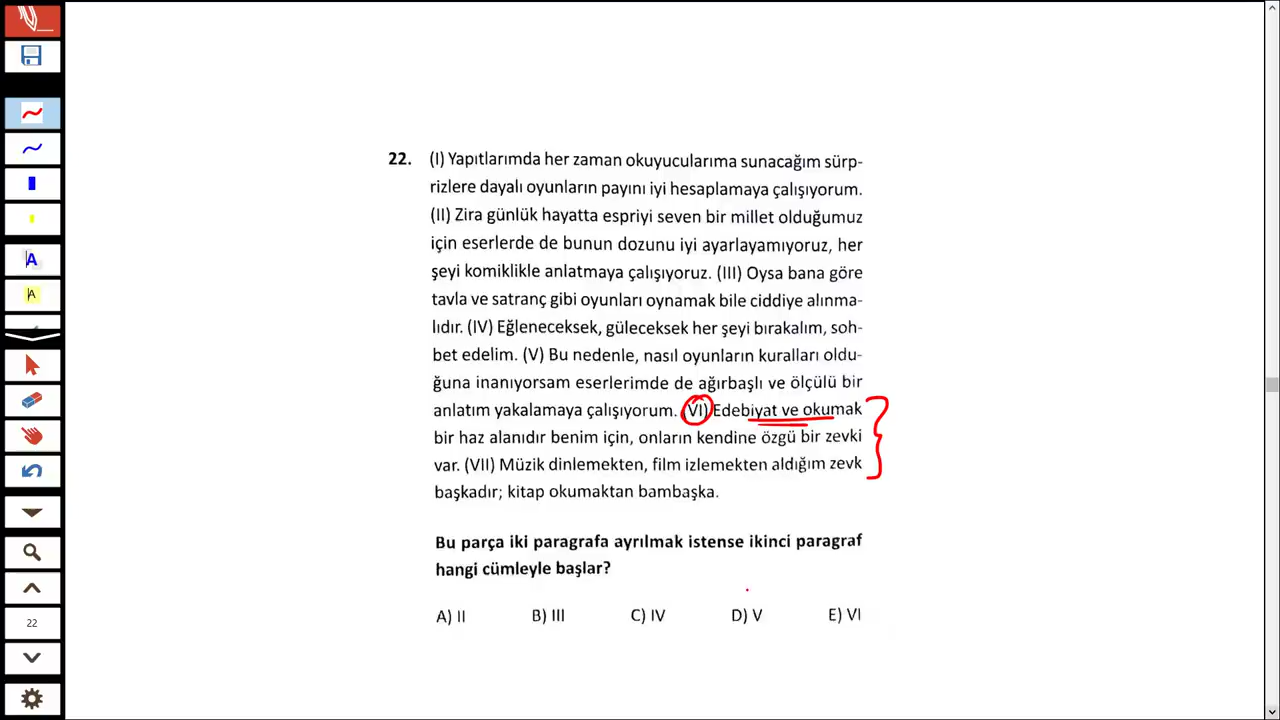 22. (I) Yapıtlarımda her zaman okuyucularıma sunacağım sürp-
rizlere dayalı oyunların payını iyi hesaplamaya çalışıyorum.
(II) Zira günlük hayatta espriyi seven bir millet olduğumuz
için eserlerde de bunun dozunu iyi ayarlayamıyoruz, her
şeyi komiklikle anlatmaya çalışıyoruz. (III) Oysa bana göre
tavla ve satranç gibi oyunları oynamak bile ciddiye alınma-
lıdır. (IV) Eğleneceksek, güleceksek her şeyi bırakalım, soh-
bet edelim. (V) Bu nedenle, nasıl oyunların kuralları oldu-
ğuna inanıyorsam eserlerimde de ağırbaşlı ve ölçülü bir
anlatım yakalamaya çalışıyorum. (VI) Edebiyat ve okumak
bir haz alanıdır benim için, onların kendine özgü bir zevki
var. (VII) Müzik dinlemekten, film izlemekten aldığım zevk
başkadır; kitap okumaktan bambaşka.
Bu parça iki paragrafa ayrılmak istense ikinci paragraf
hangi cümleyle başlar?
A) II B) III C) IV D) V E) VI
A
A
22